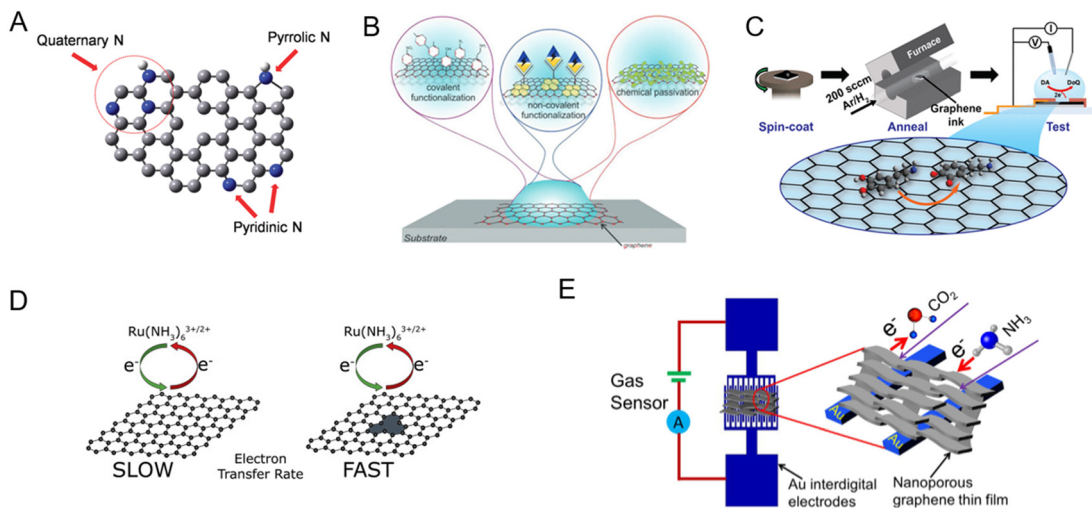 A
Quaternary N
Pyrrolic N
Pyridinic N
B
covalent
functionalization
non-covalent
functionalization
chemical passivation
Substrate
graphene
C
Furnace
200 sccm
Ar/H2
Graphene
ink
Spin-coat
Anneal
Test
V
I
DA
DoQ
2e-
D
Ru(NH3)6 3+/2+
e-
e-
SLOW
Electron
Transfer Rate
Ru(NH3)6 3+/2+
e-
e-
FAST
E
Gas
Sensor
A
Au interdigital
electrodes
e-
CO2
e-
NH3
Au
Au
Nanoporous
graphene thin film